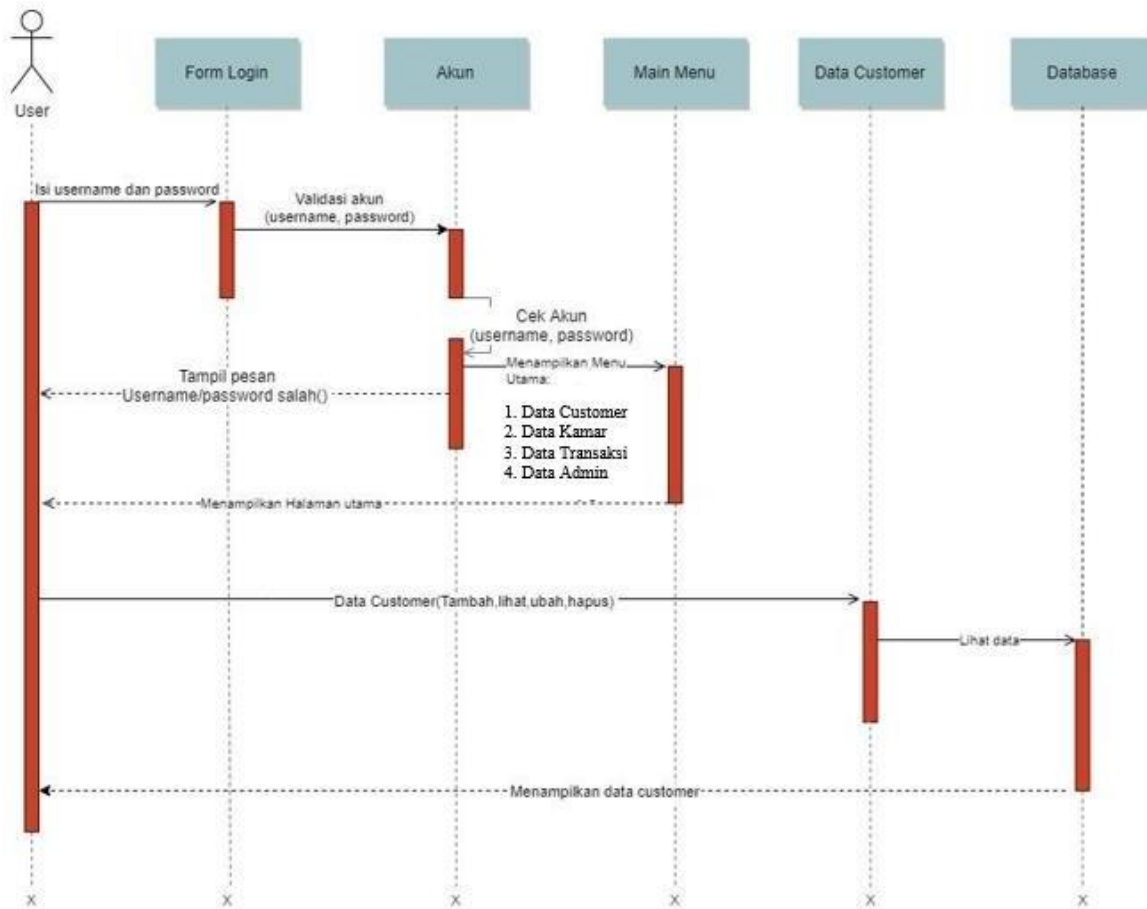 User
Form Login
Akun
Main Menu
Data Customer
Database
Isi username dan password
Validasi akun
(username, password)
Cek Akun
(username, password)
Menampilkan Menu
Utama:
1. Data Customer
2. Data Kamar
3. Data Transaksi
4. Data Admin
Tampil pesan
Username/password salah()
Menampilkan Halaman utama
Data Customer(Tambah,lihat,ubah,hapus)
Lihat data
Menampilkan data customer
X X X X X X